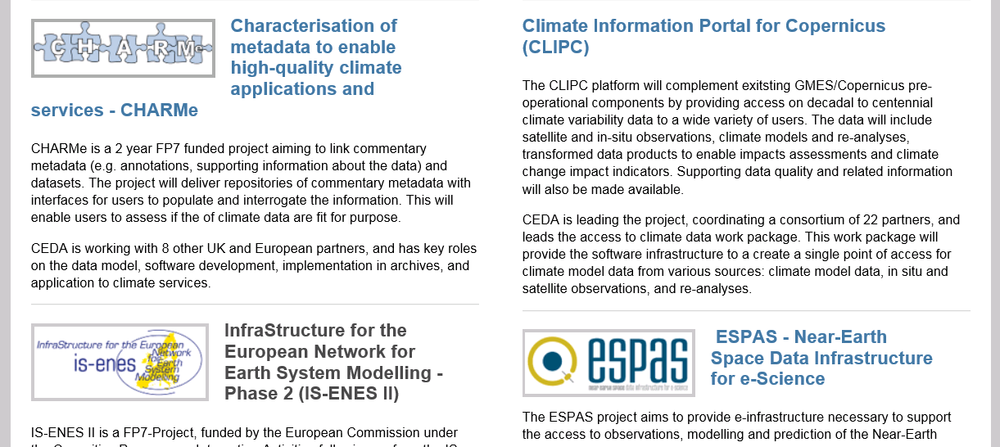 CHARMe
Characterisation of
metadata to enable
high-quality climate
applications and
services - CHARMe
CHARMe is a 2 year FP7 funded project aiming to link commentary
metadata (e.g. annotations, supporting information about the data) and
datasets. The project will deliver repositories of commentary metadata with
interfaces for users to populate and interrogate the information. This will
enable users to assess if the of climate data are fit for purpose.
CEDA is working with 8 other UK and European partners, and has key roles
on the data model, software development, implementation in archives, and
application to climate services.
InfraStructure for the European
Network
is-enes
for
Earth
System
Modelling
InfraStructure for the
European Network for
Earth System Modelling -
Phase 2 (IS-ENES II)
IS-ENES II is a FP7-Project, funded by the European Commission under
Climate Information Portal for Copernicus
(CLIPC)
The CLIPC platform will complement exitsting GMES/Copernicus pre-
operational components by providing access on decadal to centennial
climate variability data to a wide variety of users. The data will include
satellite and in-situ observations, climate models and re-analyses,
transformed data products to enable impacts assessments and climate
change impact indicators. Supporting data quality and related information
will also be made available.
CEDA is leading the project, coordinating a consortium of 22 partners, and
leads the access to climate data work package. This work package will
provide the software infrastructure to a create a single point of access for
climate model data from various sources: climate model data, in situ and
satellite observations, and re-analyses.
espas
near-earth space data infrastructure for e-science
ESPAS - Near-Earth
Space Data Infrastructure
for e-Science
The ESPAS project aims to provide e-infrastructure necessary to support
the access to observations, modelling and prediction of the Near-Earth